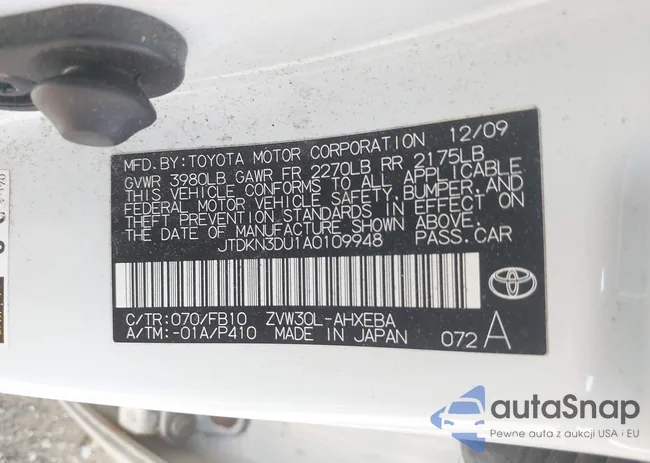 MFD. BY: TOYOTA MOTOR CORPORATION 12/09
GVWR 3980LB GAWR FR 2270LB RR 2175LB
THIS VEHICLE CONFORMS TO ALL APPLICABLE
FEDERAL MOTOR VEHICLE SAFETY, BUMPER, AND
THEFT PREVENTION STANDARDS IN EFFECT ON
THE DATE OF MANUFACTURE SHOWN ABOVE.
JTDKN3DU1A0109948 PASS. CAR
C/TR: 070/FB10 ZVW30L-AHXEBA
A/TM: -01A/P410 MADE IN JAPAN 072 A
autoSnap
Pewne auta z aukcji USA i EU